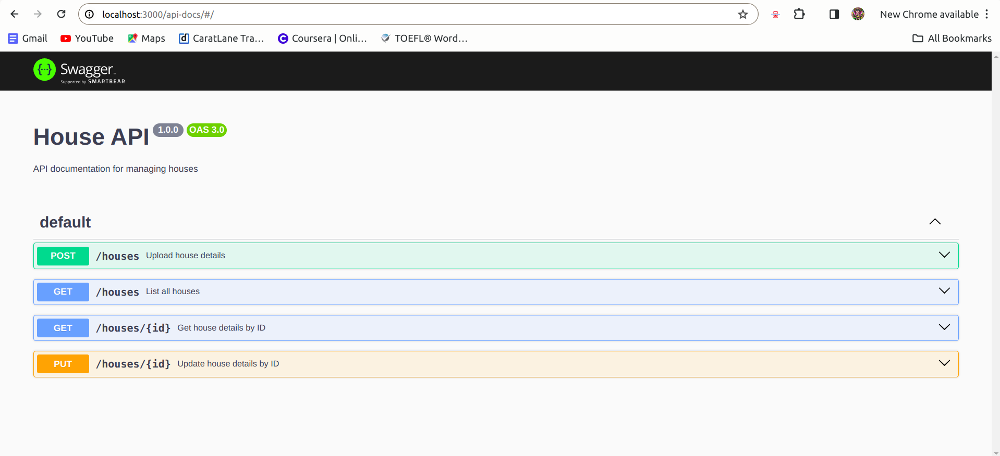 localhost:3000/api-docs/#/
New Chrome available
Gmail
YouTube
Maps
CaratLane Tra...
Coursera | Onli...
TOEFL® Word...
All Bookmarks
{···} Swagger™
Supported by SMARTBEAR
House API 1.0.0 OAS 3.0
API documentation for managing houses
default
POST /houses Upload house details
GET /houses List all houses
GET /houses/{id} Get house details by ID
PUT /houses/{id} Update house details by ID